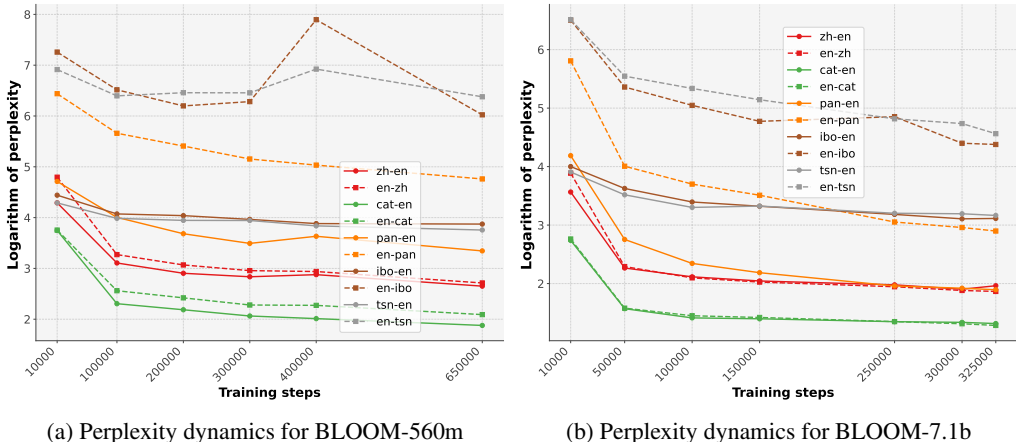 8
7
6
5
4
3
2
Logarithm of perplexity
10000
100000
200000
300000
400000
650000
Training steps
zh-en
en-zh
cat-en
en-cat
pan-en
en-pan
ibo-en
en-ibo
tsn-en
en-tsn
(a) Perplexity dynamics for BLOOM-560m
6
5
4
3
2
Logarithm of perplexity
10000
50000
100000
150000
250000
300000
325000
Training steps
zh-en
en-zh
cat-en
en-cat
pan-en
en-pan
ibo-en
en-ibo
tsn-en
en-tsn
(b) Perplexity dynamics for BLOOM-7.1b